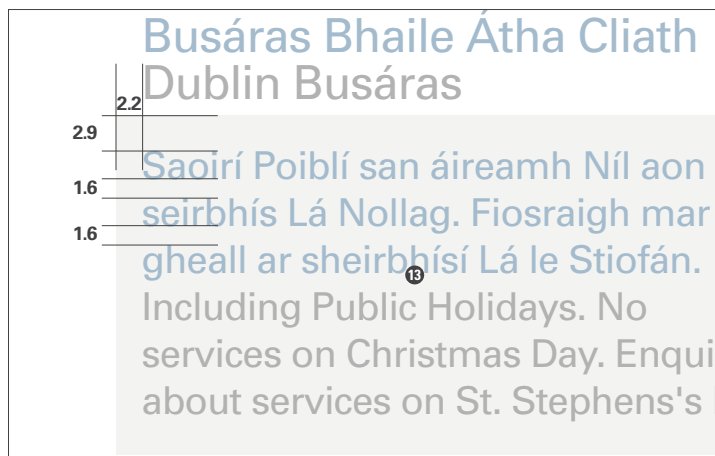 Busáras Bhaile Átha Cliath
Dublin Busáras
2.2
2.9
Saoirí Poiblí san áireamh Níl aon
1.6
seirbhís Lá Nollag. Fiosraigh mar
1.6
gheall ar sheirbhísí Lá le Stiofán.
13
Including Public Holidays. No
services on Christmas Day. Enqui
about services on St. Stephens's